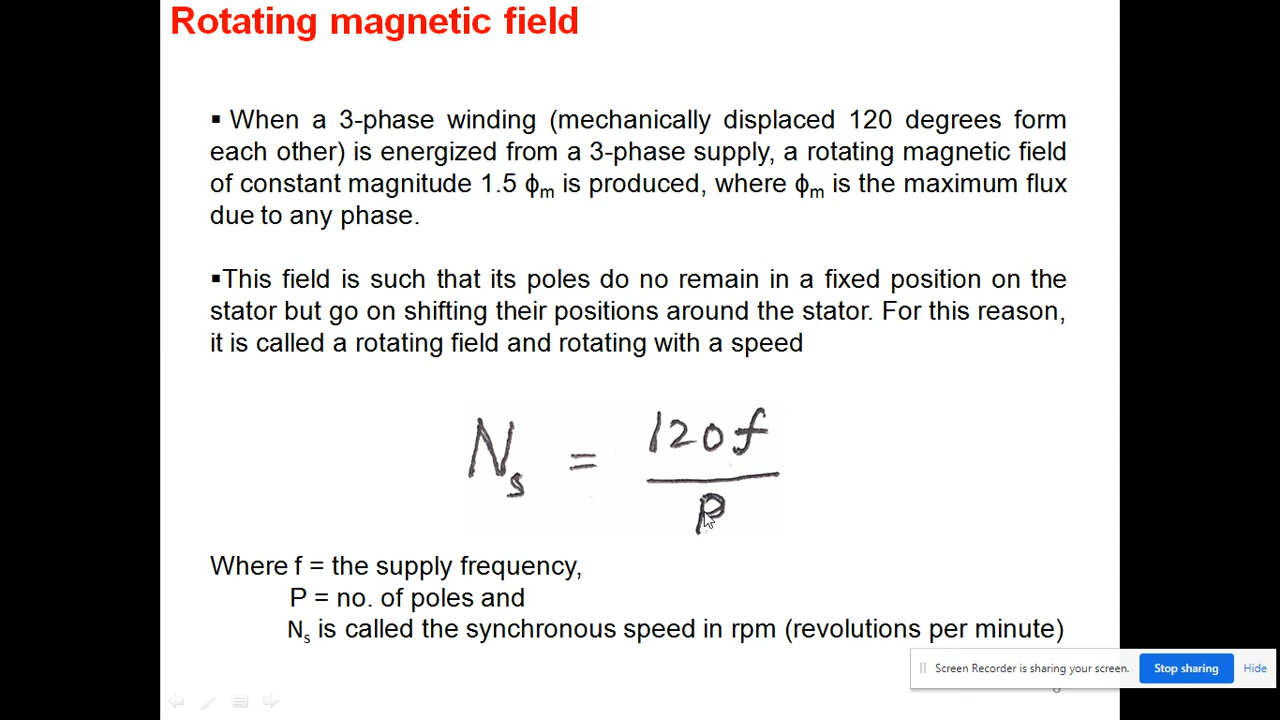 Rotating magnetic field
▪ When a 3-phase winding (mechanically displaced 120 degrees form
each other) is energized from a 3-phase supply, a rotating magnetic field
of constant magnitude 1.5 ϕm is produced, where ϕm is the maximum flux
due to any phase.
▪This field is such that its poles do no remain in a fixed position on the
stator but go on shifting their positions around the stator. For this reason,
it is called a rotating field and rotating with a speed
Ns = 120f / P
Where f = the supply frequency,
P = no. of poles and
Ns is called the synchronous speed in rpm (revolutions per minute)
Screen Recorder is sharing your screen. Stop sharing Hide